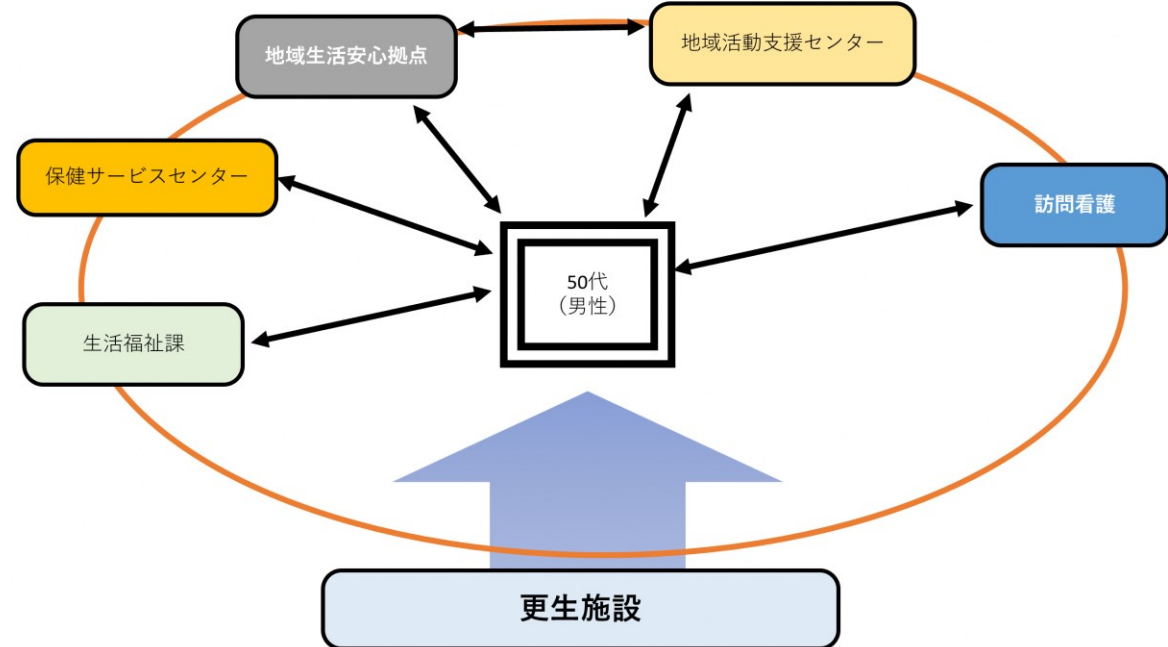 地域生活安心拠点
地域活動支援センター
保健サービスセンター
訪問看護
50代
（男性）
生活福祉課
更生施設